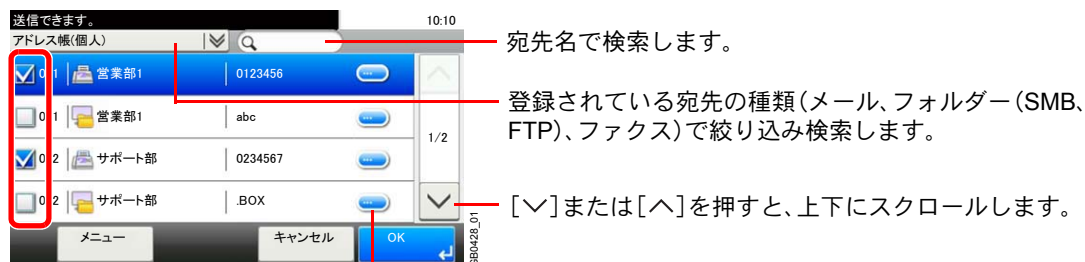 送信できます。
10:10
アドレス帳(個人)
宛先名で検索します。
001 営業部1 0123456
登録されている宛先の種類(メール、フォルダー(SMB、
FTP)、ファクス)で絞り込み検索します。
001 営業部1 abc
1/2
002 サポート部 0234567
002 サポート部 .BOX
[∨]または[∧]を押すと、上下にスクロールします。
メニュー キャンセル OK
GB0428_01